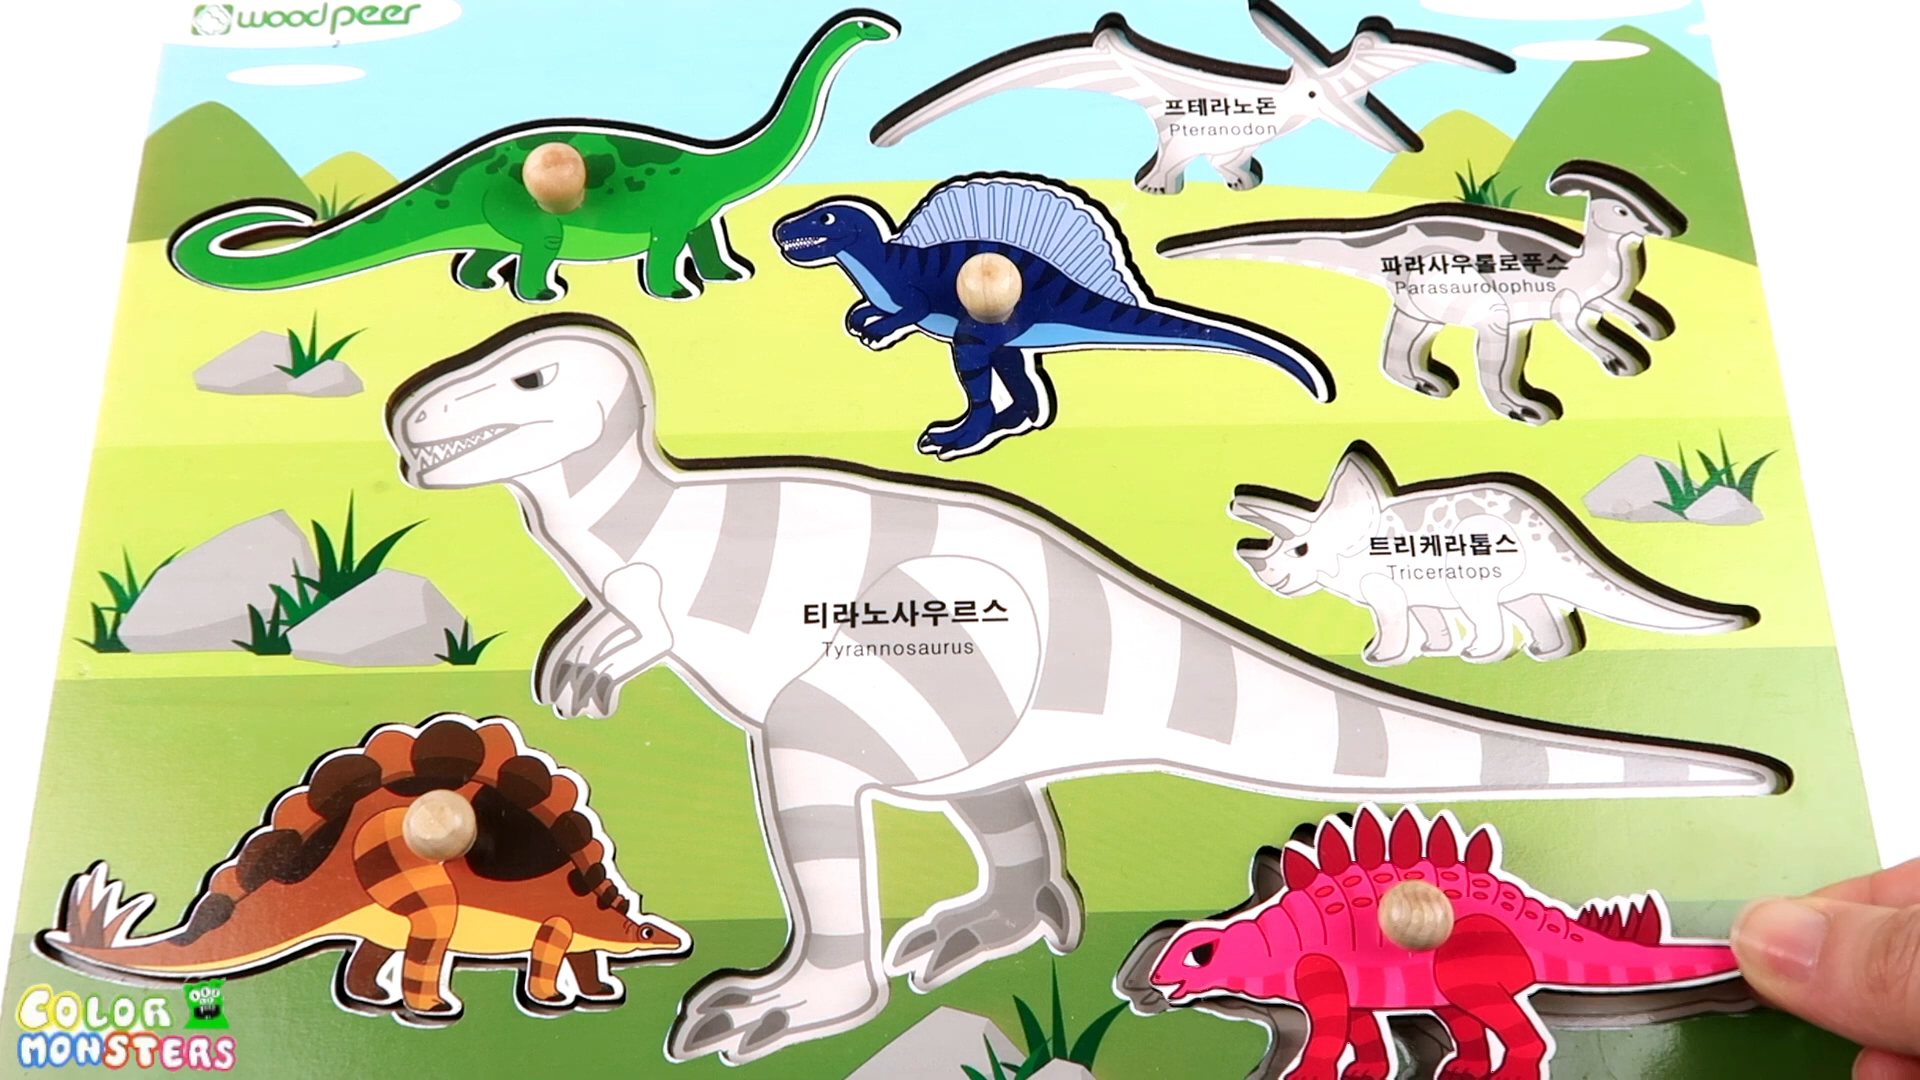 woodpeer
프테라노돈
Pteranodon
파라사우롤로푸스
Parasaurolophus
트리케라톱스
Triceratops
티라노사우르스
Tyrannosaurus
COLOR
MONSTERS